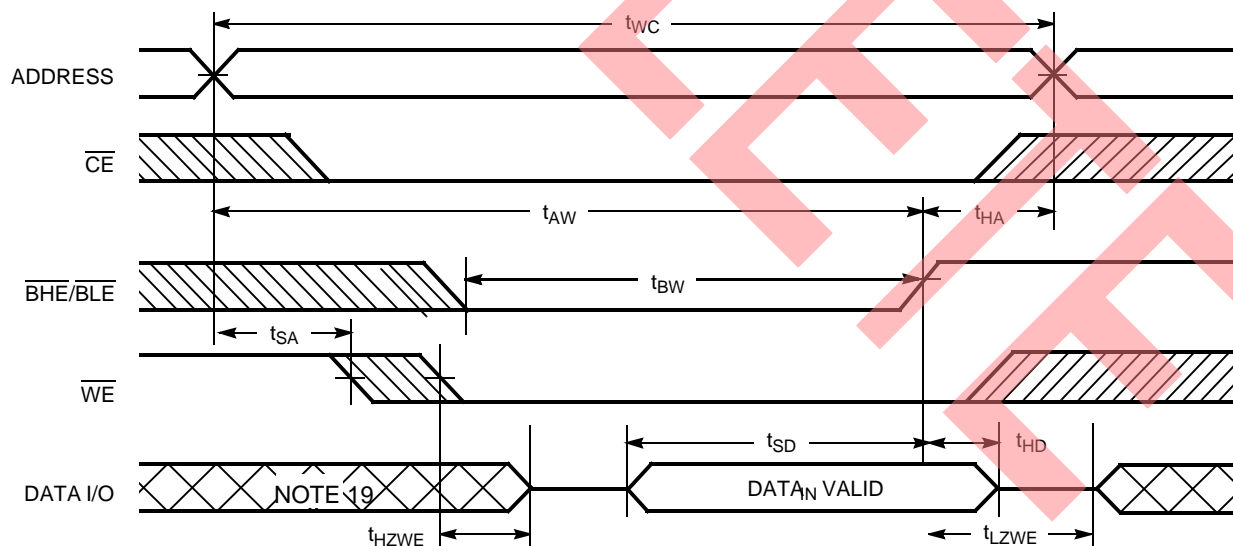 tWC
ADDRESS
CE
tAW
tHA
BHE/BLE
tBW
tSA
WE
tSD
tHD
DATA I/O
NOTE 19
DATAIN VALID
tHZWE
tLZWE